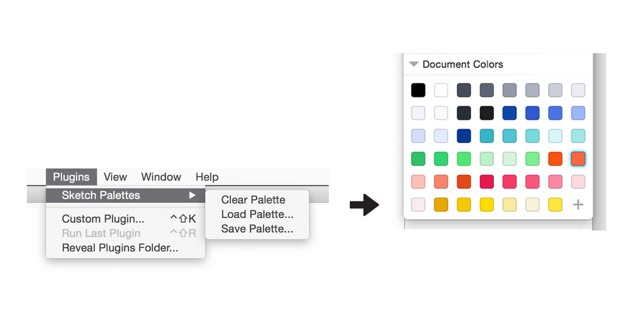 Plugins View Window Help
Sketch Palettes ▶
Clear Palette
Load Palette...
Save Palette...
Custom Plugin... ^⇧K
Run Last Plugin ^⇧R
Reveal Plugins Folder...
Document Colors
+